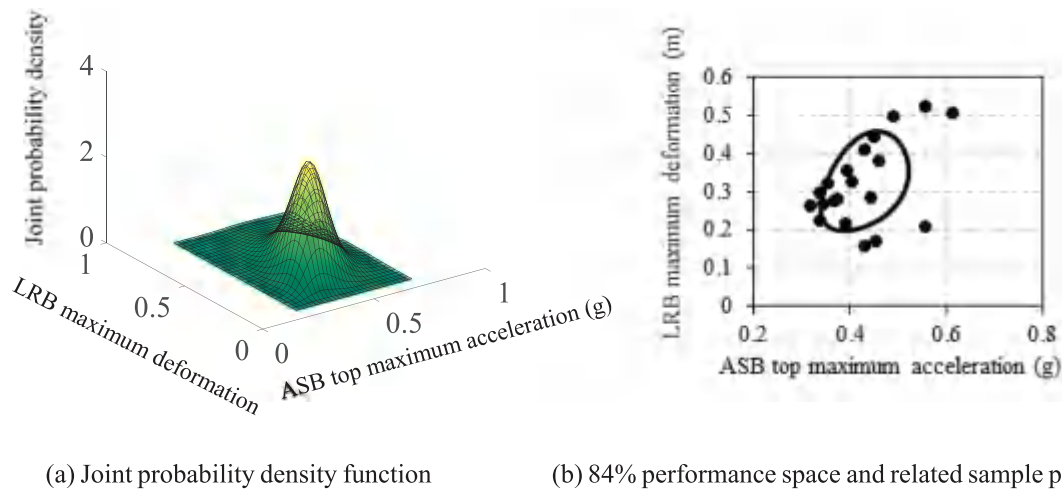 Joint probability density
4
2
0
1
0.5
0
LRB maximum deformation
0
0.5
1
ASB top maximum acceleration (g)
(a) Joint probability density function
LRB maximum deformation (m)
0.6
0.5
0.4
0.3
0.2
0.1
0
0.2
0.4
0.6
0.8
ASB top maximum acceleration (g)
(b) 84% performance space and related sample p